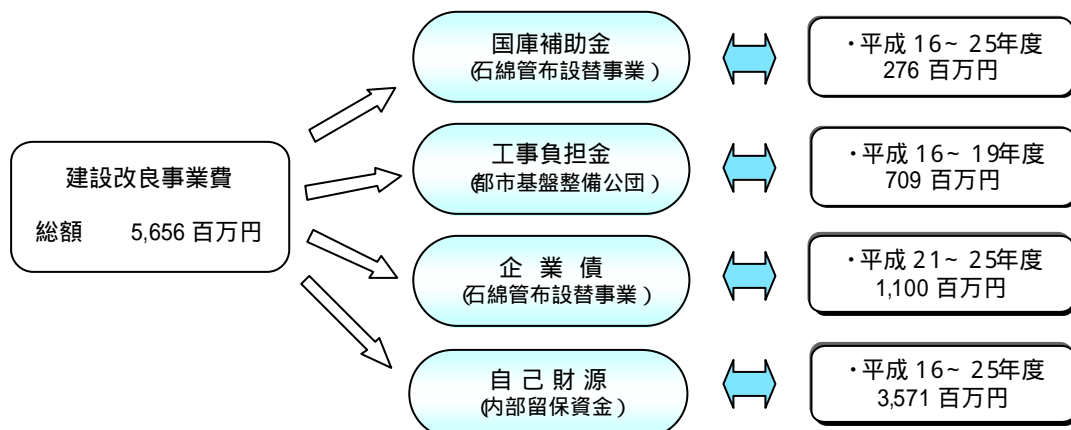 建設改良事業費
総額 5,656 百万円
国庫補助金
(石綿管布設替事業)
・平成 16~ 25年度
276 百万円
工事負担金
(都市基盤整備公団)
・平成 16~ 19年度
709 百万円
企 業 債
(石綿管布設替事業)
・平成 21~ 25年度
1,100 百万円
自 己 財 源
(内部留保資金)
・平成 16~ 25年度
3,571 百万円